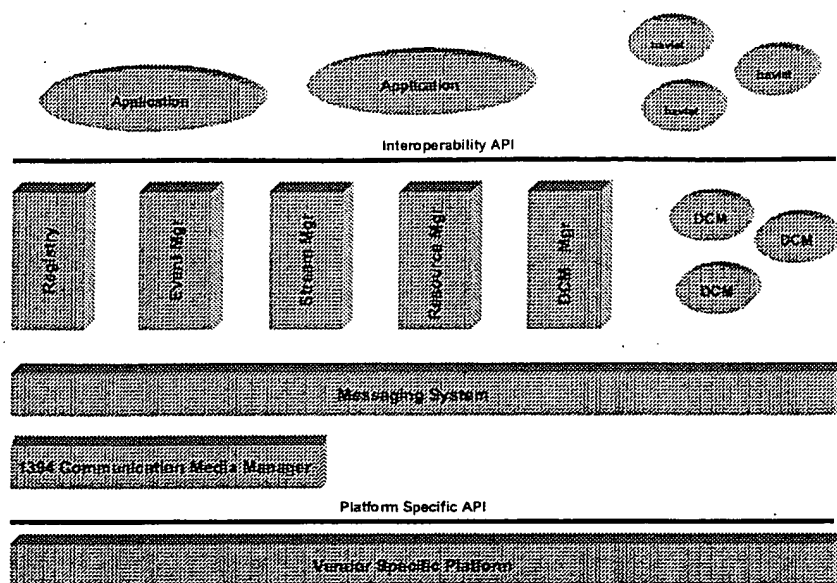 Application
Application
havlet
havlet
havlet
Interoperability API
Registry
Event Mgr
Stream Mgr
Resource Mgr
DCM Mgr
DCM
DCM
DCM
Messaging System
1394 Communication Media Manager
Platform Specific API
Vendor Specific Platform